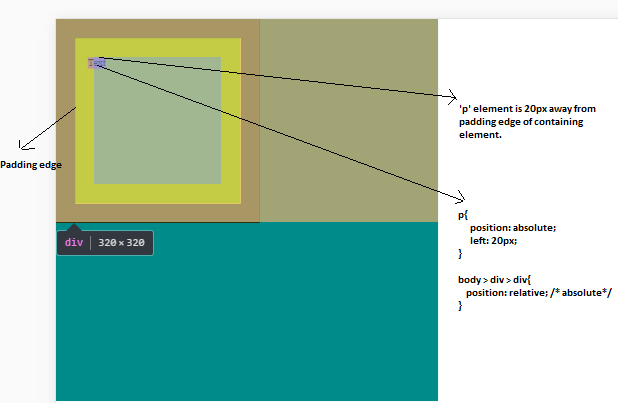 Text
'p' element is 20px away from
padding edge of containing
element.
Padding edge
p{
position: absolute;
left: 20px;
}
div 320 × 320
body > div > div{
position: relative; /* absolute*/
}